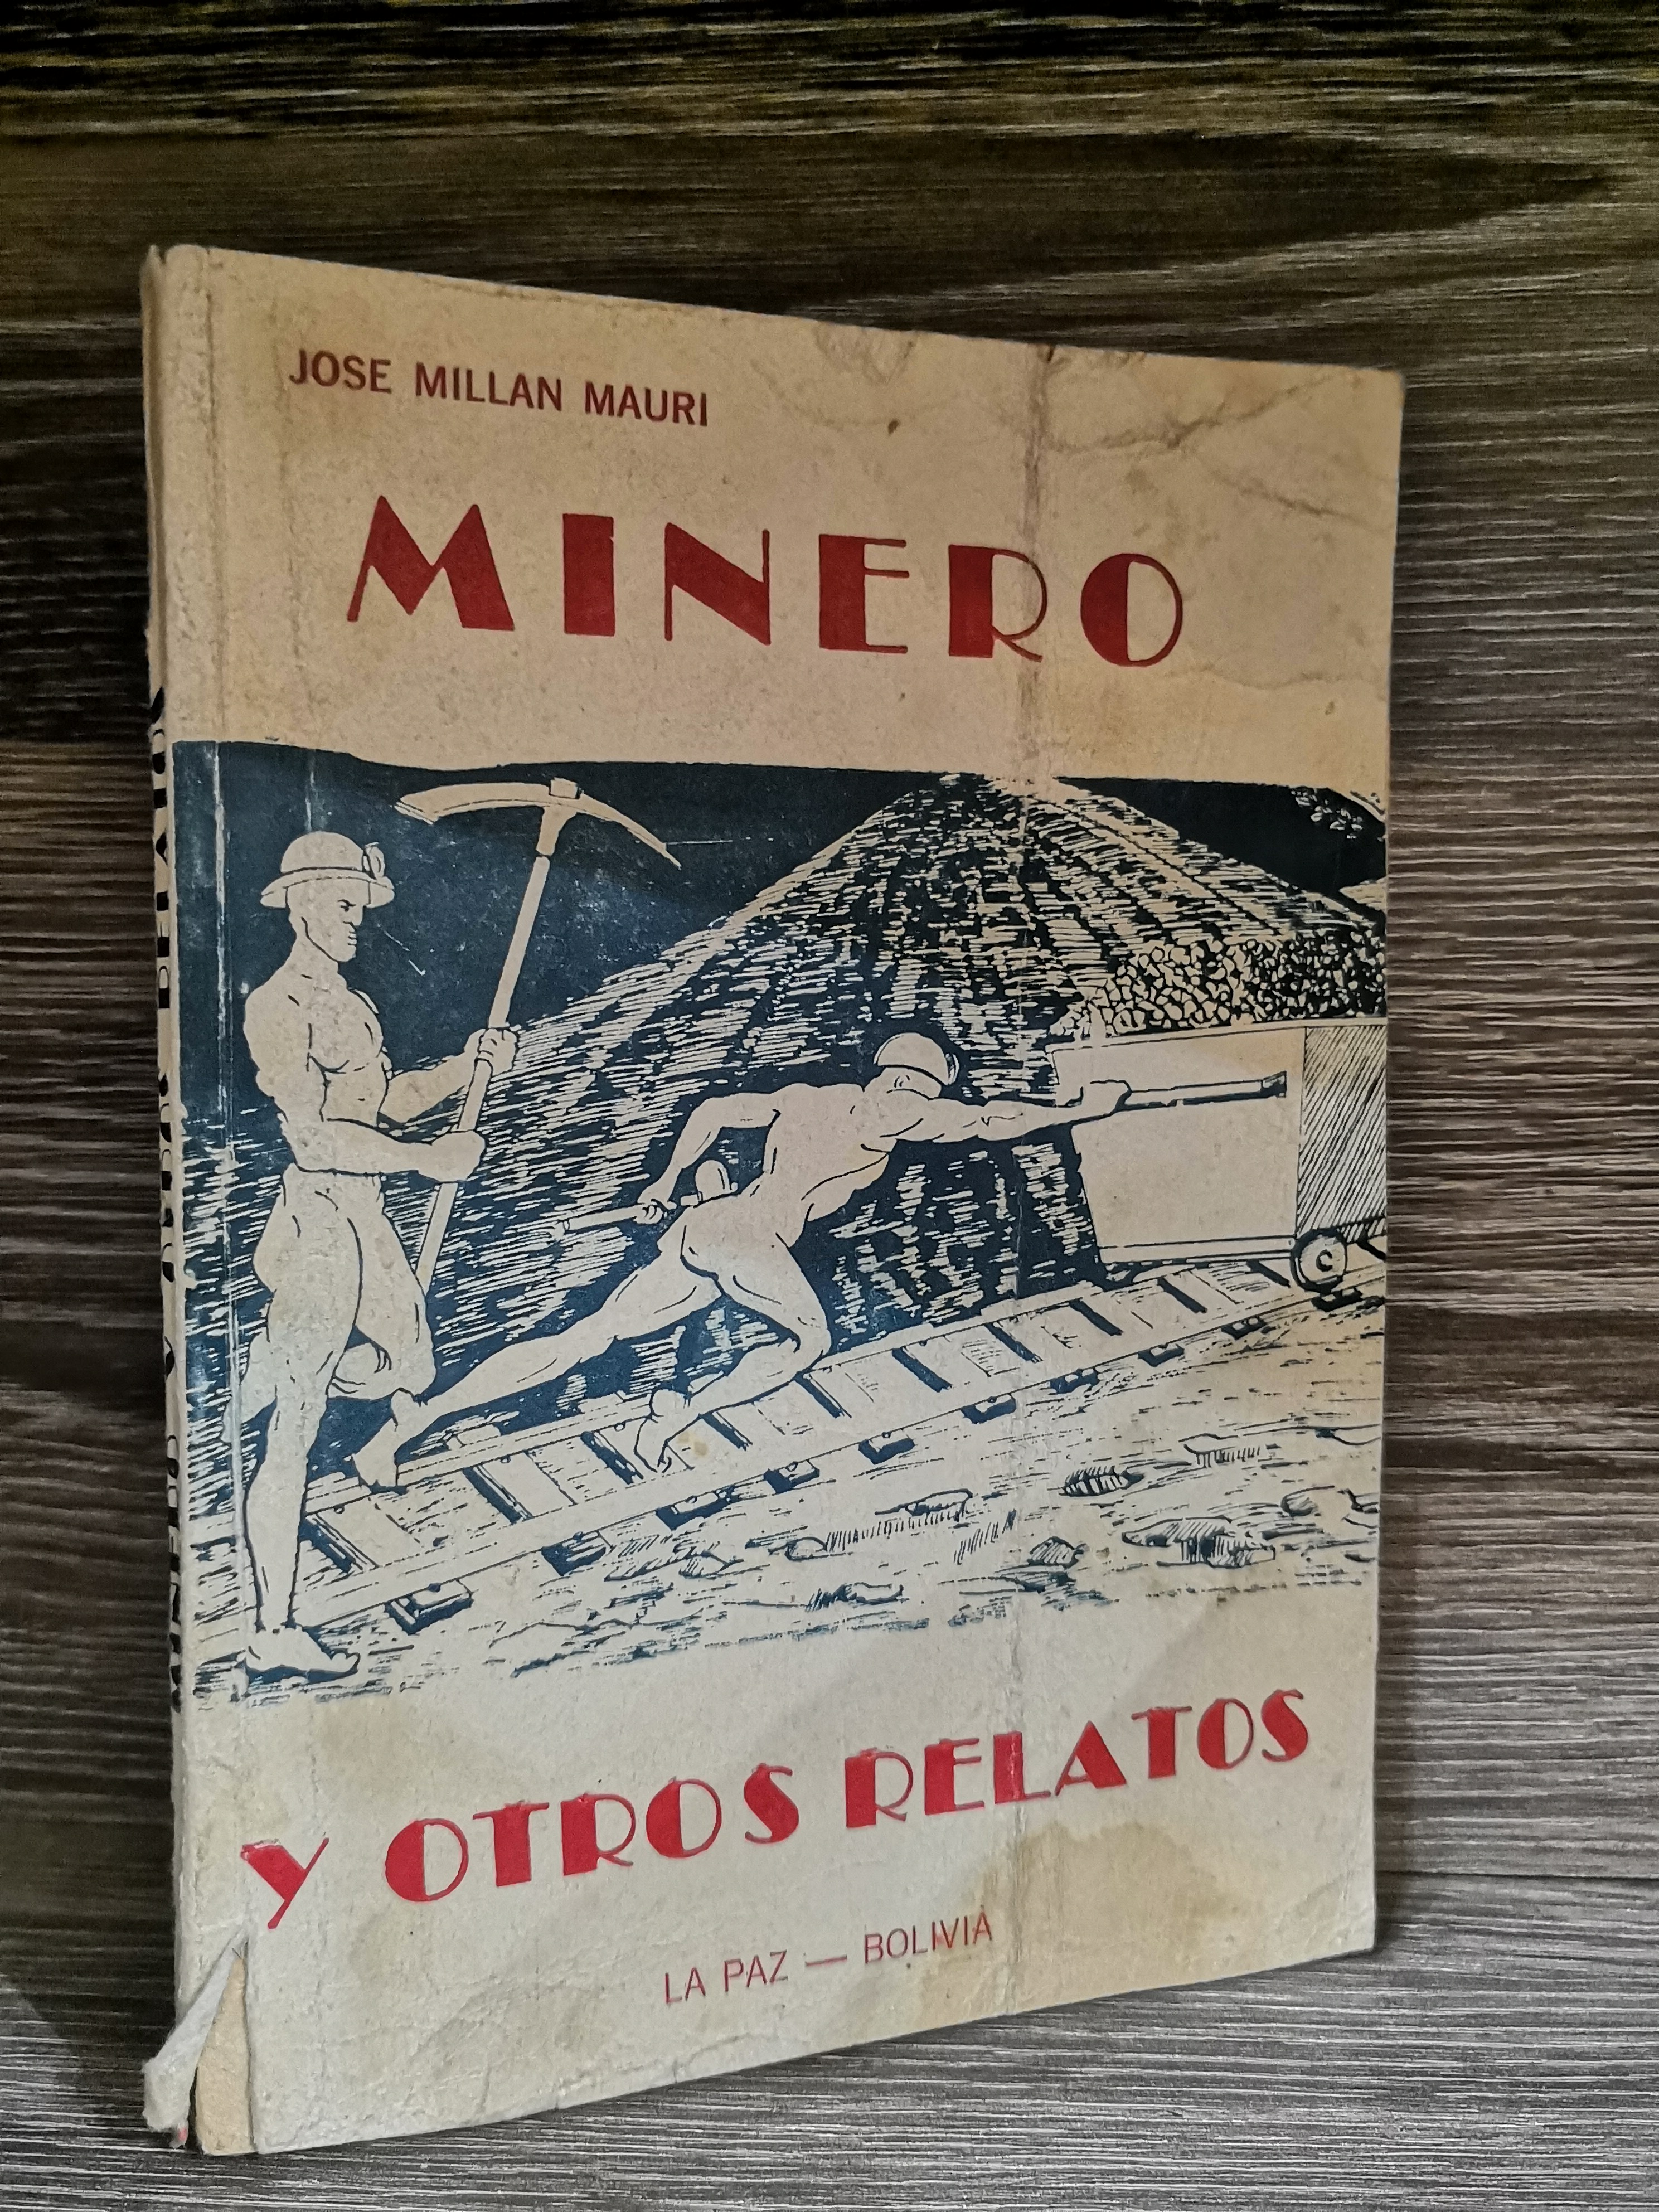 JOSE MILLAN MAURI
MINERO
Y OTROS RELATOS
LA PAZ — BOLIVIA